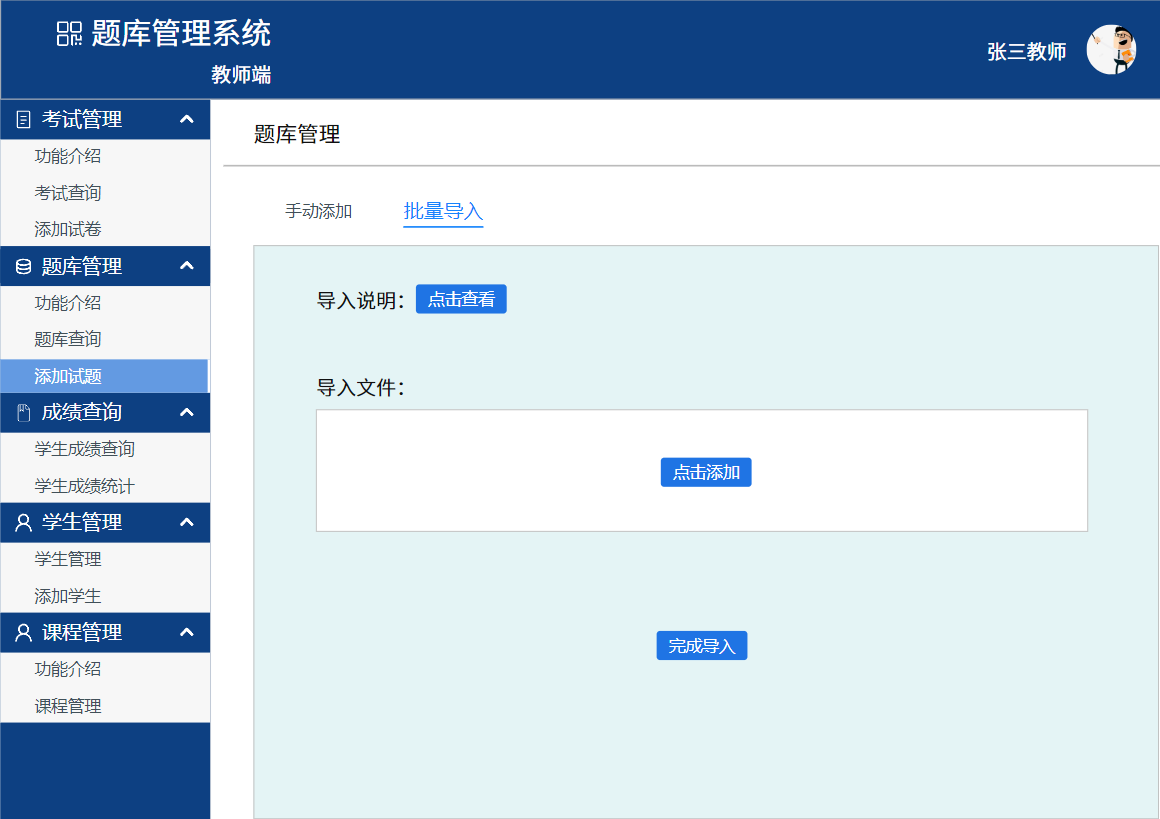 题库管理系统
教师端
张三教师
考试管理
功能介绍
考试查询
添加试卷
题库管理
功能介绍
题库查询
添加试题
成绩查询
学生成绩查询
学生成绩统计
学生管理
学生管理
添加学生
课程管理
功能介绍
课程管理
题库管理
手动添加 批量导入
导入说明： 点击查看
导入文件：
点击添加
完成导入